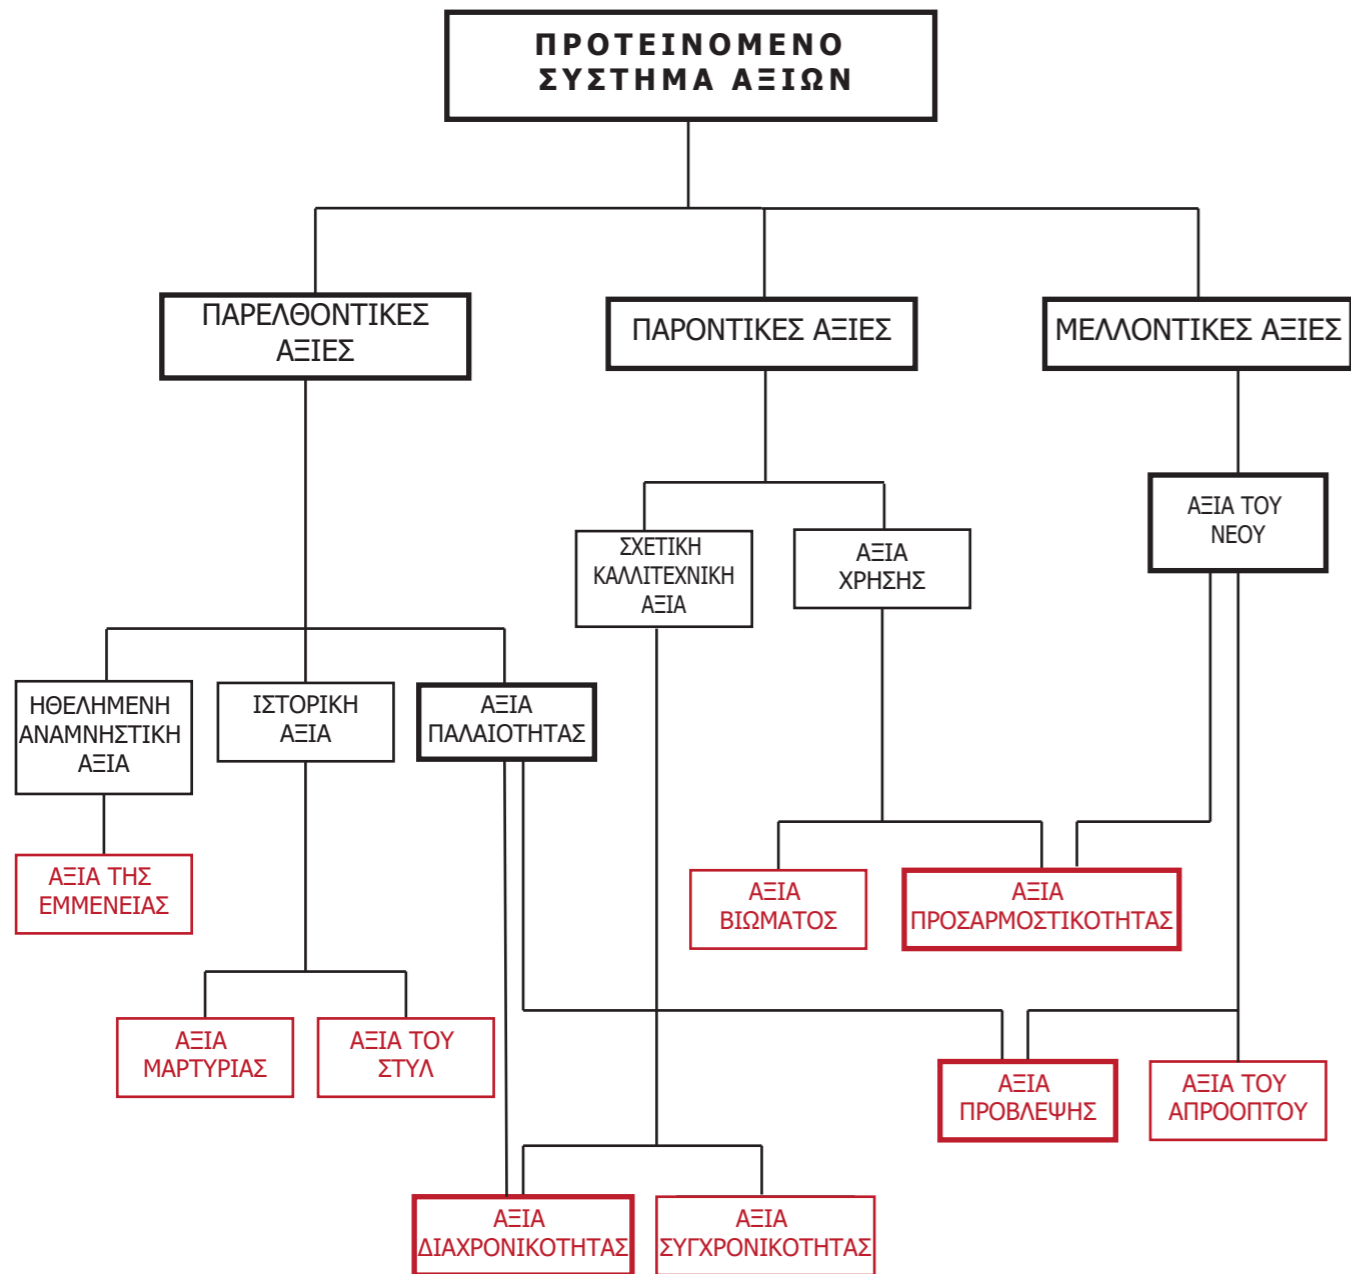 ΠΡΟΤΕΙΝΟΜΕΝΟ
ΣΥΣΤΗΜΑ ΑΞΙΩΝ
ΠΑΡΕΛΘΟΝΤΙΚΕΣ
ΑΞΙΕΣ
ΠΑΡΟΝΤΙΚΕΣ ΑΞΙΕΣ
ΜΕΛΛΟΝΤΙΚΕΣ ΑΞΙΕΣ
ΑΞΙΑ ΤΟΥ
ΝΕΟΥ
ΣΧΕΤΙΚΗ
ΚΑΛΛΙΤΕΧΝΙΚΗ
ΑΞΙΑ
ΑΞΙΑ
ΧΡΗΣΗΣ
ΗΘΕΛΗΜΕΝΗ
ΑΝΑΜΝΗΣΤΙΚΗ
ΑΞΙΑ
ΙΣΤΟΡΙΚΗ
ΑΞΙΑ
ΑΞΙΑ
ΠΑΛΑΙΟΤΗΤΑΣ
ΑΞΙΑ ΤΗΣ
ΕΜΜΕΝΕΙΑΣ
ΑΞΙΑ
ΒΙΩΜΑΤΟΣ
ΑΞΙΑ
ΠΡΟΣΑΡΜΟΣΤΙΚΟΤΗΤΑΣ
ΑΞΙΑ
ΜΑΡΤΥΡΙΑΣ
ΑΞΙΑ ΤΟΥ
ΣΤΥΛ
ΑΞΙΑ
ΠΡΟΒΛΕΨΗΣ
ΑΞΙΑ ΤΟΥ
ΑΠΡΟΟΠΤΟΥ
ΑΞΙΑ
ΔΙΑΧΡΟΝΙΚΟΤΗΤΑΣ
ΑΞΙΑ
ΣΥΓΧΡΟΝΙΚΟΤΗΤΑΣ